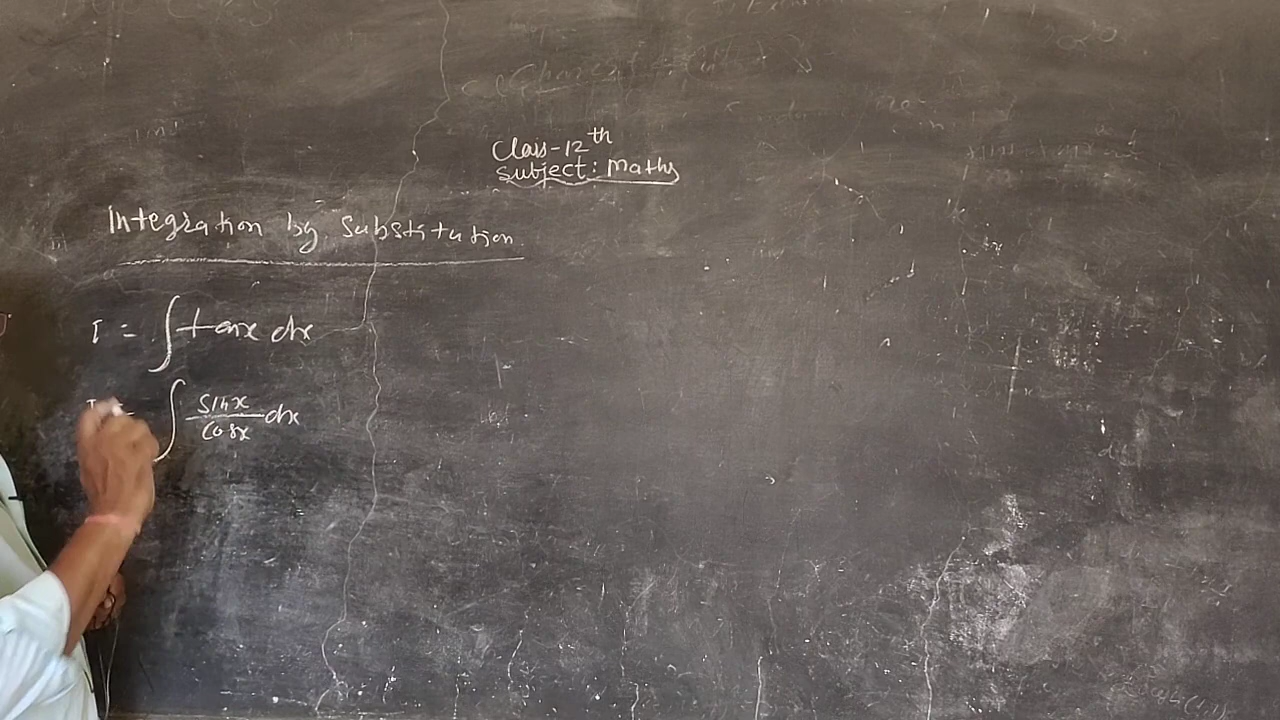 Class-12th
Subject: Maths
Integration by Substitution
I = ∫ tanx dx
I = ∫ sinx/cosx dx